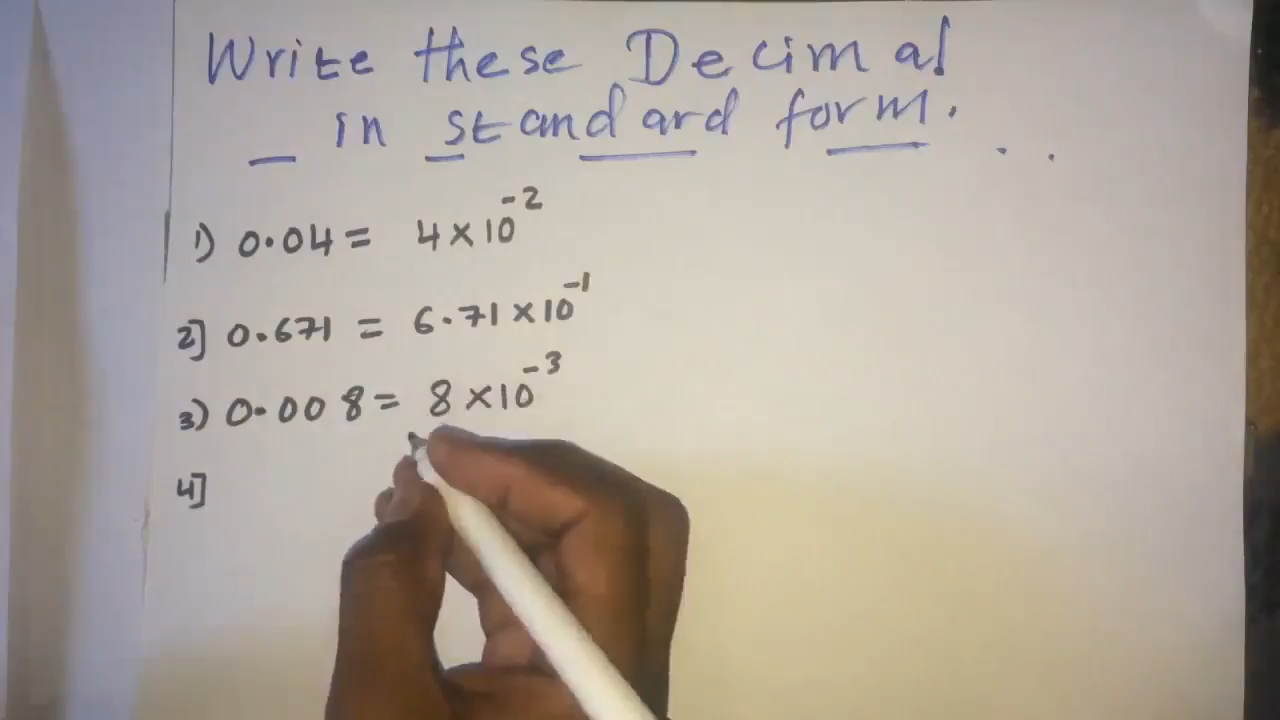 Write these Decimal
in standard form.
1) 0.04 = 4 × 10⁻²
2] 0.671 = 6.71 × 10⁻¹
3) 0.008 = 8 × 10⁻³
4]